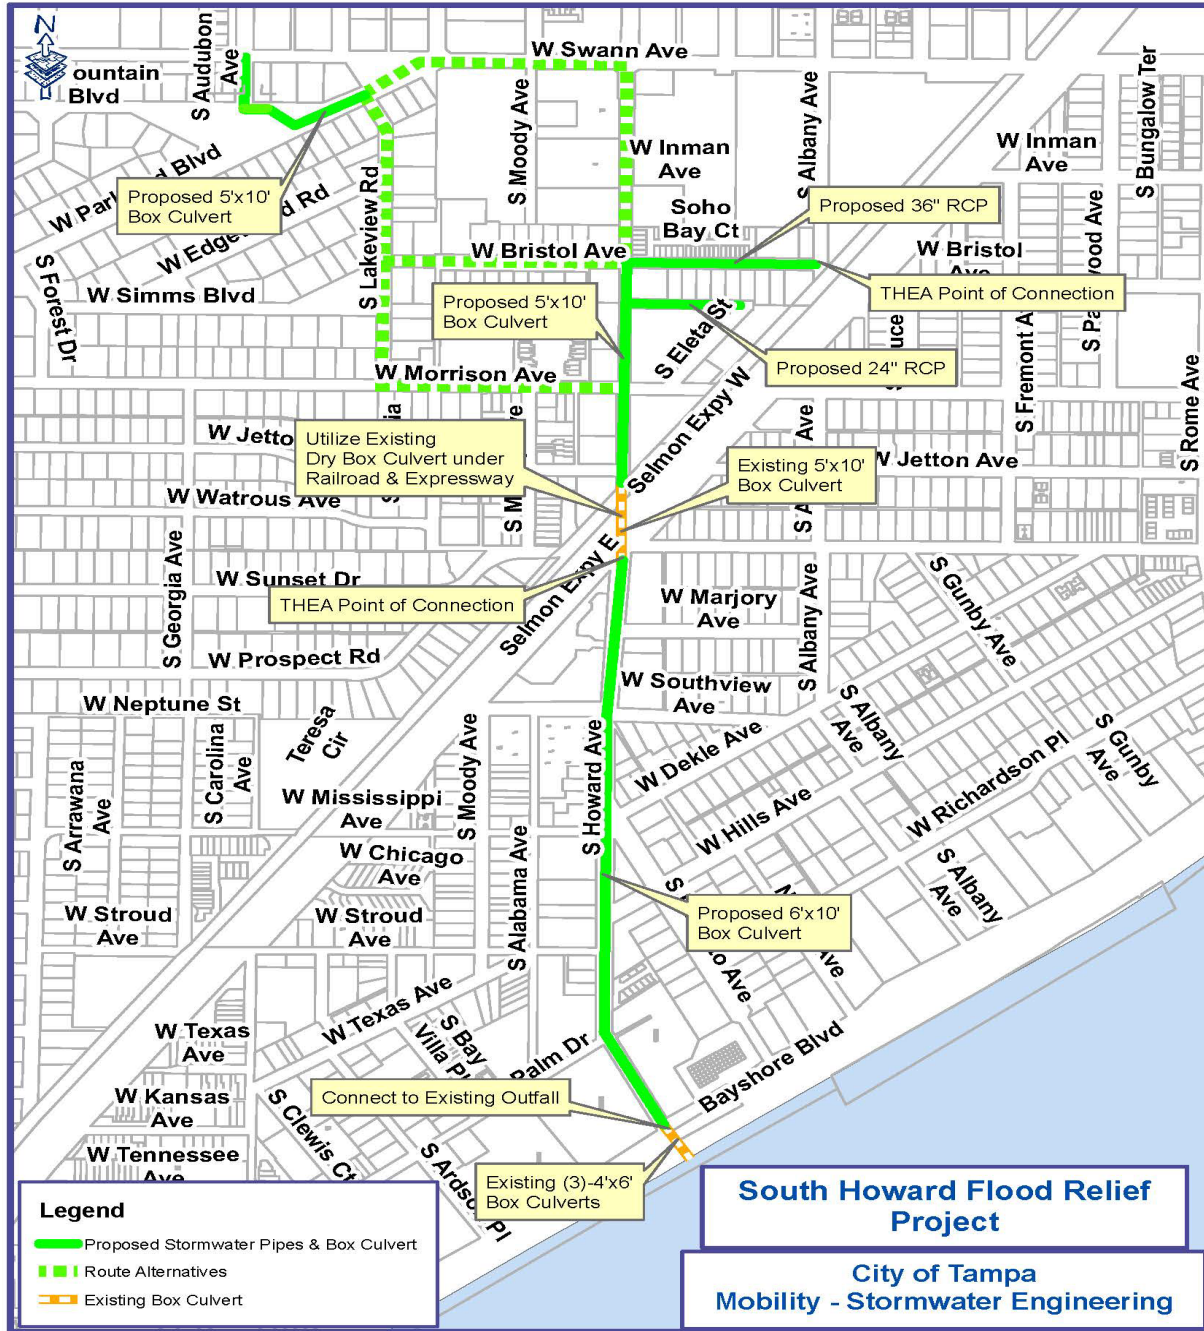 N
W Swann Ave
S Audubon
Ave
ountain
Blvd
S Moody Ave
S Albany Ave
S Bungalow Ter
W Inman
Ave
W Inman
Ave
W Blvd
Proposed 5'x10'
Box Culvert
Soho
Bay Ct
Proposed 36" RCP
S Lakeview Rd
W Rd
W Bristol Ave
W Bristol
S Forest Dr
W Simms Blvd
Proposed 5'x10'
Box Culvert
THEA Point of Connection
S Eleta St
S Fremont A
Proposed 24" RCP
W Morrison Ave
S Rome Ave
W Jetto
Utilize Existing
Dry Box Culvert under
Railroad & Expressway
Selmon Expy W
Existing 5'x10'
Box Culvert
W Jetton Ave
W Watrous Ave
S Georgia Ave
W Sunset Dr
Selmon Expy E
THEA Point of Connection
W Marjory
Ave
S Albany Ave
S Gunby Ave
W Prospect Rd
W Southview
Ave
W Neptune St
Teresa
Cir
S Carolina
Ave
S Arrawana
Ave
S Moody Ave
S Howard Ave
W Dekle Ave
S Albany
Ave
S Gunby
Ave
W Mississippi
Ave
W Hills Ave
W Richardson Pl
W Chicago
Ave
S Alabama Ave
S Albany
Ave
W Stroud
Ave
W Stroud
Ave
Proposed 6'x10'
Box Culvert
Ave
W Texas
Ave
W Texas Ave
S Bay
Villa Pl
Palm Dr
Bayshore Blvd
W Kansas
Ave
S Clewis Ct
Connect to Existing Outfall
W Tennessee
Ave
Existing (3)-4'x6'
Box Culverts
Legend
Proposed Stormwater Pipes & Box Culvert
Route Alternatives
Existing Box Culvert
South Howard Flood Relief
Project
City of Tampa
Mobility - Stormwater Engineering